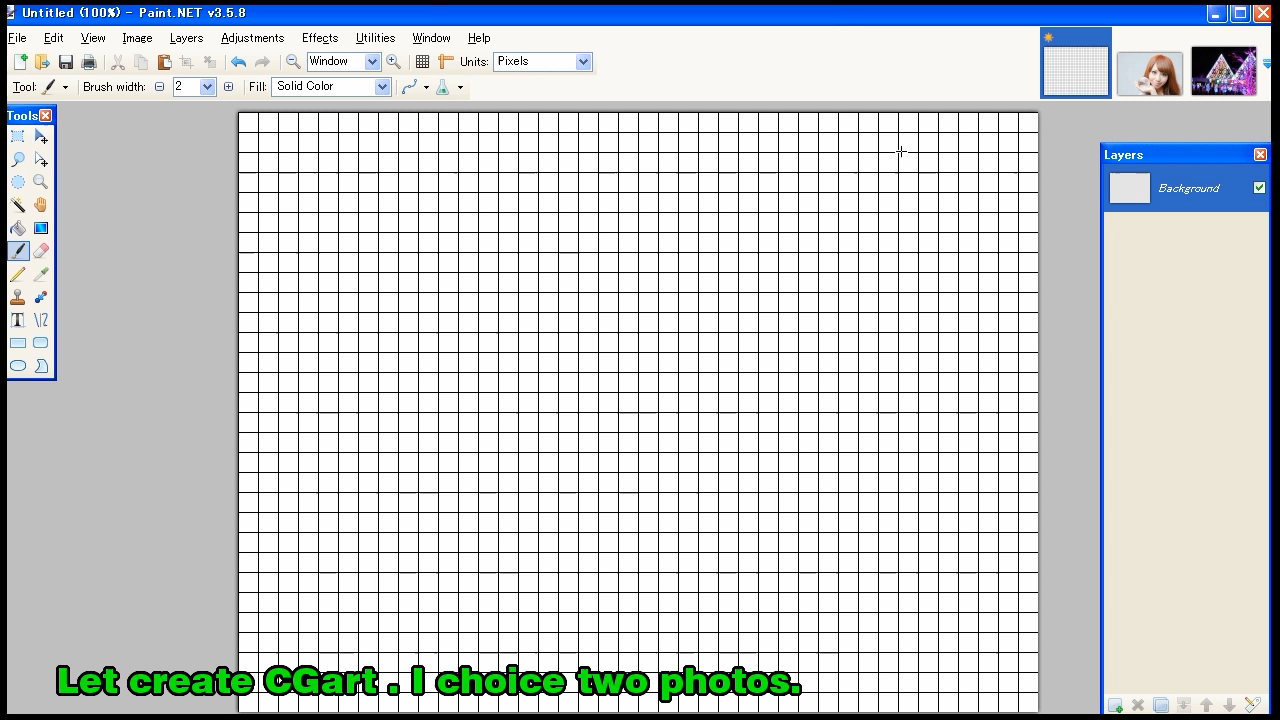 Untitled (100%) - Paint.NET v3.5.8
File Edit View Image Layers Adjustments Effects Utilities Window Help
Window Units: Pixels
Tool: Brush width: 2 Fill: Solid Color
Tools
Layers
Background
Let create CGart . I choice two photos.